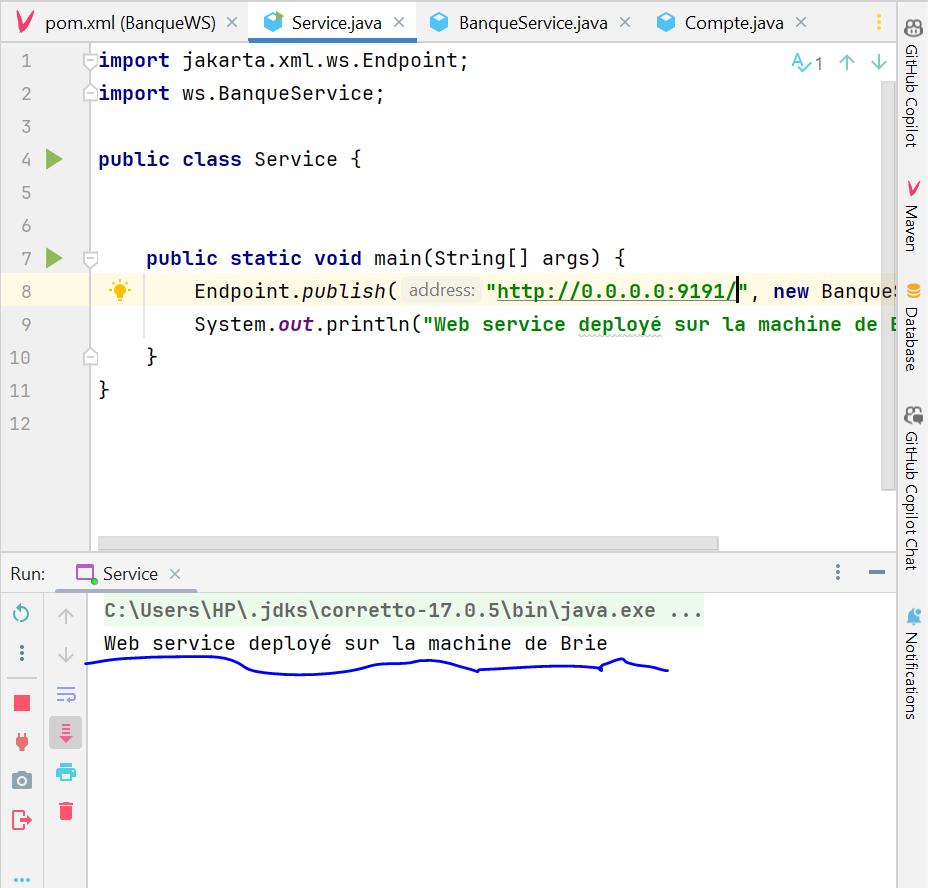 pom.xml (BanqueWS)
Service.java
BanqueService.java
Compte.java
1 import jakarta.xml.ws.Endpoint;
1
2 import ws.BanqueService;
3
4 public class Service {
5
6
7 public static void main(String[] args) {
8 Endpoint.publish( address: "http://0.0.0.0:9191/", new Banque
9 System.out.println("Web service deployé sur la machine de
10 }
11 }
12
GitHub Copilot
Maven
Database
GitHub Copilot Chat
Notifications
Run: Service
C:\Users\HP\.jdks\corretto-17.0.5\bin\java.exe ...
Web service deployé sur la machine de Brie